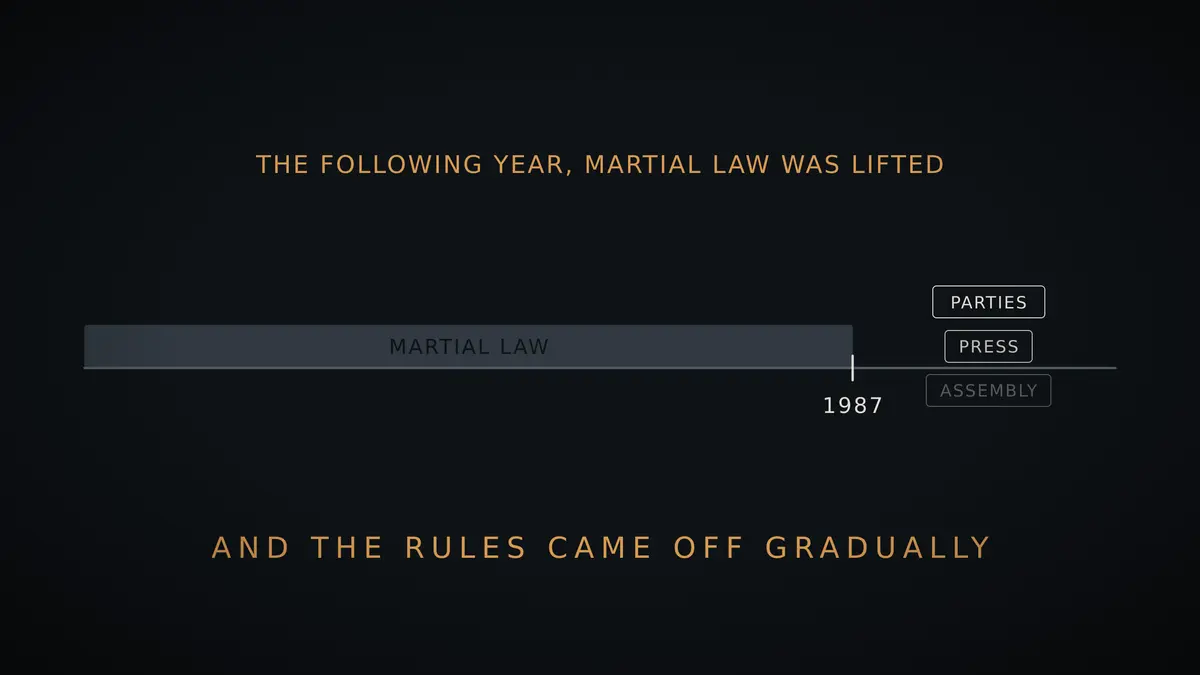 THE FOLLOWING YEAR, MARTIAL LAW WAS LIFTED
PARTIES
MARTIAL LAW
PRESS
ASSEMBLY
1987
AND THE RULES CAME OFF GRADUALLY